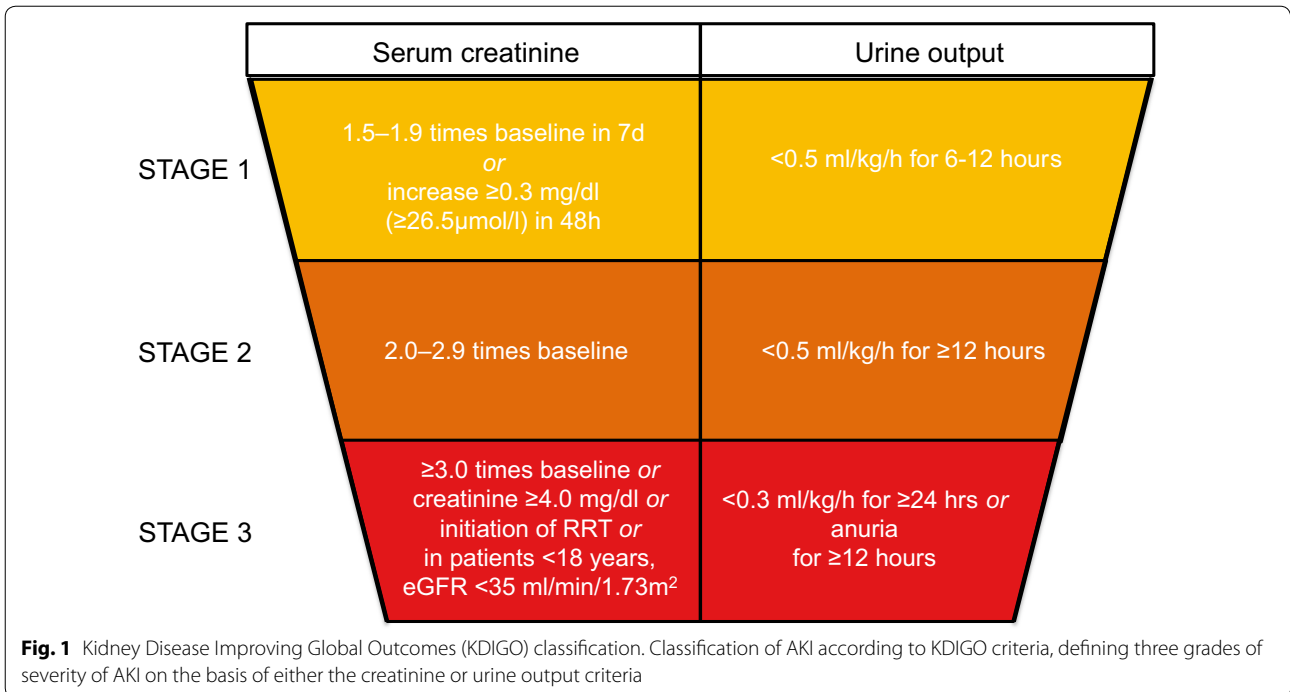 Serum creatinine
Urine output
STAGE 1
1.5–1.9 times baseline in 7d
or
increase ≥0.3 mg/dl
(≥26.5µmol/l) in 48h
<0.5 ml/kg/h for 6-12 hours
STAGE 2
2.0–2.9 times baseline
<0.5 ml/kg/h for ≥12 hours
STAGE 3
≥3.0 times baseline or
creatinine ≥4.0 mg/dl or
initiation of RRT or
in patients <18 years,
eGFR <35 ml/min/1.73m²
<0.3 ml/kg/h for ≥24 hrs or
anuria
for ≥12 hours
Fig. 1 Kidney Disease Improving Global Outcomes (KDIGO) classification. Classification of AKI according to KDIGO criteria, defining three grades of
severity of AKI on the basis of either the creatinine or urine output criteria